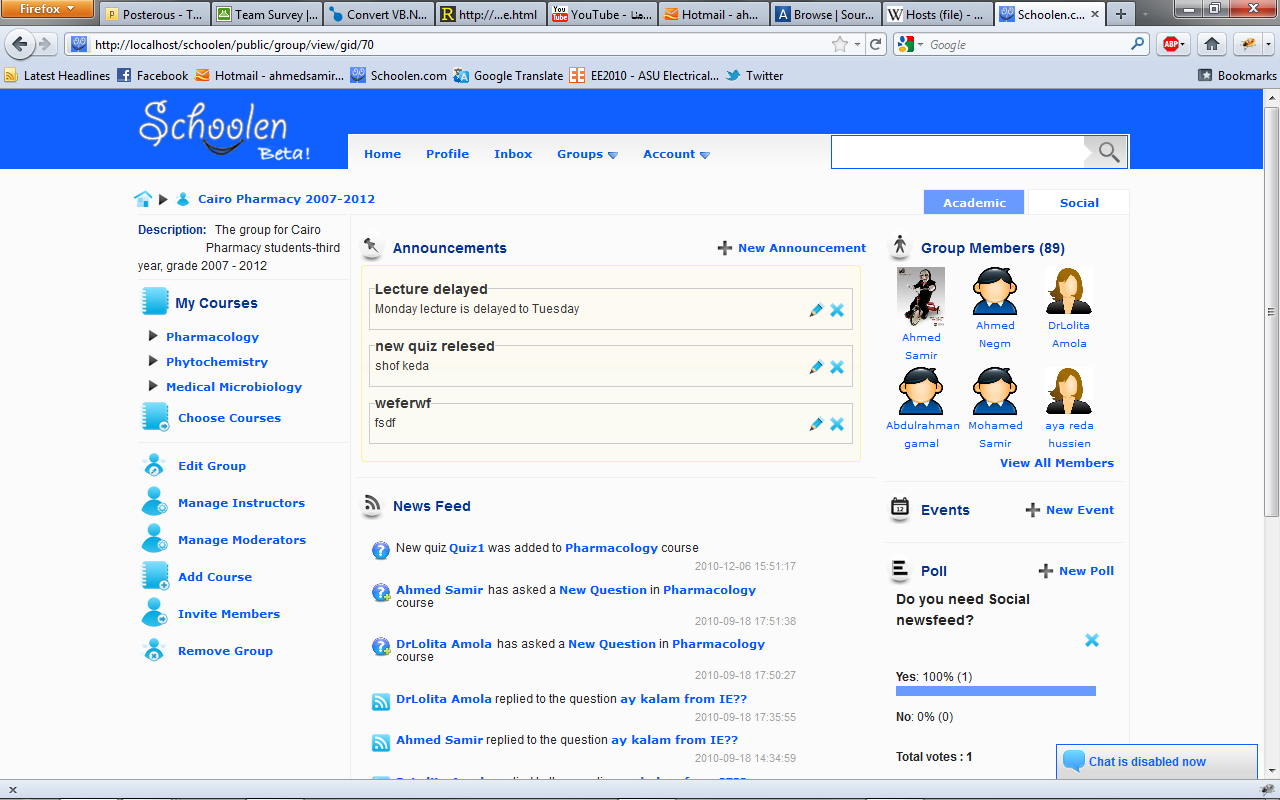 Firefox
Posterous - T...
Team Survey |...
Convert VB.N...
http:/...e.html
YouTube - هنا...
Hotmail - ah...
Browse | Sour...
Hosts (file) - ...
Schoolen.c...
http://localhost/schoolen/public/group/view/gid/70
Google
ABP
Latest Headlines
Facebook
Hotmail - ahmedsamir...
Schoolen.com
Google Translate
EE2010 - ASU Electrical...
Twitter
Bookmarks
Schoolen
Beta!
Home
Profile
Inbox
Groups
Account
Cairo Pharmacy 2007-2012
Academic
Social
Description: The group for Cairo
Pharmacy students-third
year, grade 2007 - 2012
My Courses
Pharmacology
Phytochemistry
Medical Microbiology
Choose Courses
Edit Group
Manage Instructors
Manage Moderators
Add Course
Invite Members
Remove Group
Announcements
New Announcement
Lecture delayed
Monday lecture is delayed to Tuesday
new quiz relesed
shof keda
weferwf
fsdf
News Feed
New quiz Quiz1 was added to Pharmacology course
2010-12-06 15:51:17
Ahmed Samir has asked a New Question in Pharmacology
course
2010-09-18 17:51:38
DrLolita Amola has asked a New Question in Pharmacology
course
2010-09-18 17:50:27
DrLolita Amola replied to the question ay kalam from IE??
2010-09-18 17:35:55
Ahmed Samir replied to the question ay kalam from IE??
2010-09-18 14:34:59
Group Members (89)
Ahmed
Samir
Ahmed
Negm
DrLolita
Amola
Abdulrahman
gamal
Mohamed
Samir
aya reda
hussien
View All Members
12
Events
New Event
Poll
New Poll
Do you need Social
newsfeed?
Yes: 100% (1)
No: 0% (0)
Total votes : 1
Chat is disabled now